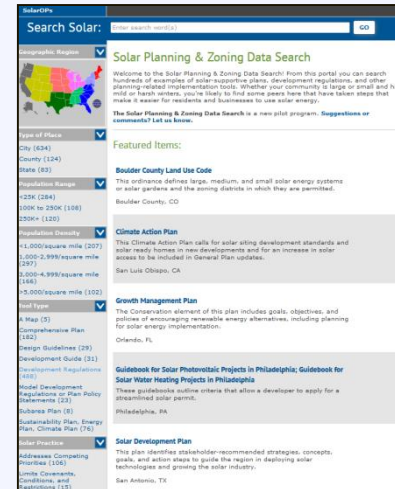 SolarOPs
Search Solar:
Enter search word(s)
GO
Geographic Region
Type of Place
City (634)
County (124)
State (83)
Population Range
<25K (284)
100K to 250K (106)
250K+ (120)
Population Density
<1,000/square mile (207)
1,000-2,999/square mile
(297)
3,000-4,999/square mile
(166)
>5,000/square mile (102)
Tool Type
A Map (5)
Comprehensive Plan
(182)
Design Guidelines (29)
Development Guide (31)
Development Regulations
(468)
Model Development
Regulations or Plan Policy
Statements (23)
Subarea Plan (8)
Sustainability Plan, Energy
Plan, Climate Plan (76)
Solar Practice
Addresses Competing
Priorities (106)
Limits Covenants,
Conditions, and
Restrictions (15)
Solar Planning & Zoning Data Search
Welcome to the Solar Planning & Zoning Data Search! From this portal you can search
hundreds of examples of solar-supportive plans, development regulations, and other
planning-related implementation tools. Whether your community is large or small and h
mild or harsh winters, you're likely to find some peers here that have taken steps that
make it easier for residents and businesses to use solar energy.
The Solar Planning & Zoning Data Search is a new pilot program. Suggestions or
comments? Let us know.
Featured Items:
Boulder County Land Use Code
This ordinance defines large, medium, and small solar energy systems
or solar gardens and the zoning districts in which they are permitted.
Boulder County, CO
Climate Action Plan
This Climate Action Plan calls for solar siting development standards and
solar ready homes in new developments and for an increase in solar
access to be included in General Plan updates.
San Luis Obispo, CA
Growth Management Plan
The Conservation element of this plan includes goals, objectives, and
policies of encouraging renewable energy alternatives, including planning
for solar energy implementation.
Orlando, FL
Guidebook for Solar Photovoltaic Projects in Philadelphia; Guidebook for
Solar Water Heating Projects in Philadelphia
These guidebooks outline criteria that allow a developer to apply for a
streamlined solar permit.
Philadelphia, PA
Solar Development Plan
This plan identifies stakeholder-recommended strategies, concepts,
goals, and action steps to guide the region in deploying solar
technologies and growing the solar industry.
San Antonio, TX